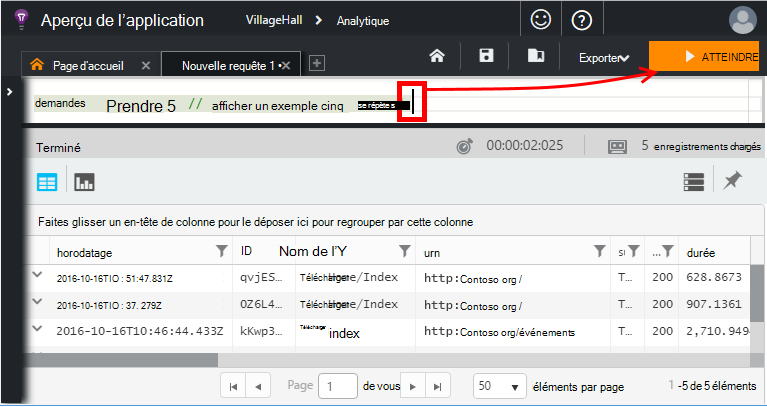 Aperçu de l'application VillageHall Analytique
Page d'accueil Nouvelle requête 1 Exporter ATTEINDRE
demandes Prendre 5 // afficher un exemple cinq se répètes
Terminé 00:00:02:025 5 enregistrements chargés
Faites glisser un en-tête de colonne pour le déposer ici pour regrouper par cette colonne
horodatage ID Nom de l'Y urn ... durée
2016-10-16TIO : 51:47.831Z qvjES... Télécharger /Index http:Contoso org / T... 200 628.8673
2016-10-16TIO : 37. 279Z OZ6L4... Télécharger /Index http:Contoso org / T... 200 907.1361
2016-10-16T10:46:44.433Z kKwp3... Télécharger index http:Contoso org/événements T... 200 2,710.949
Page 1 de vous 50 éléments par page 1 -5 de 5 éléments